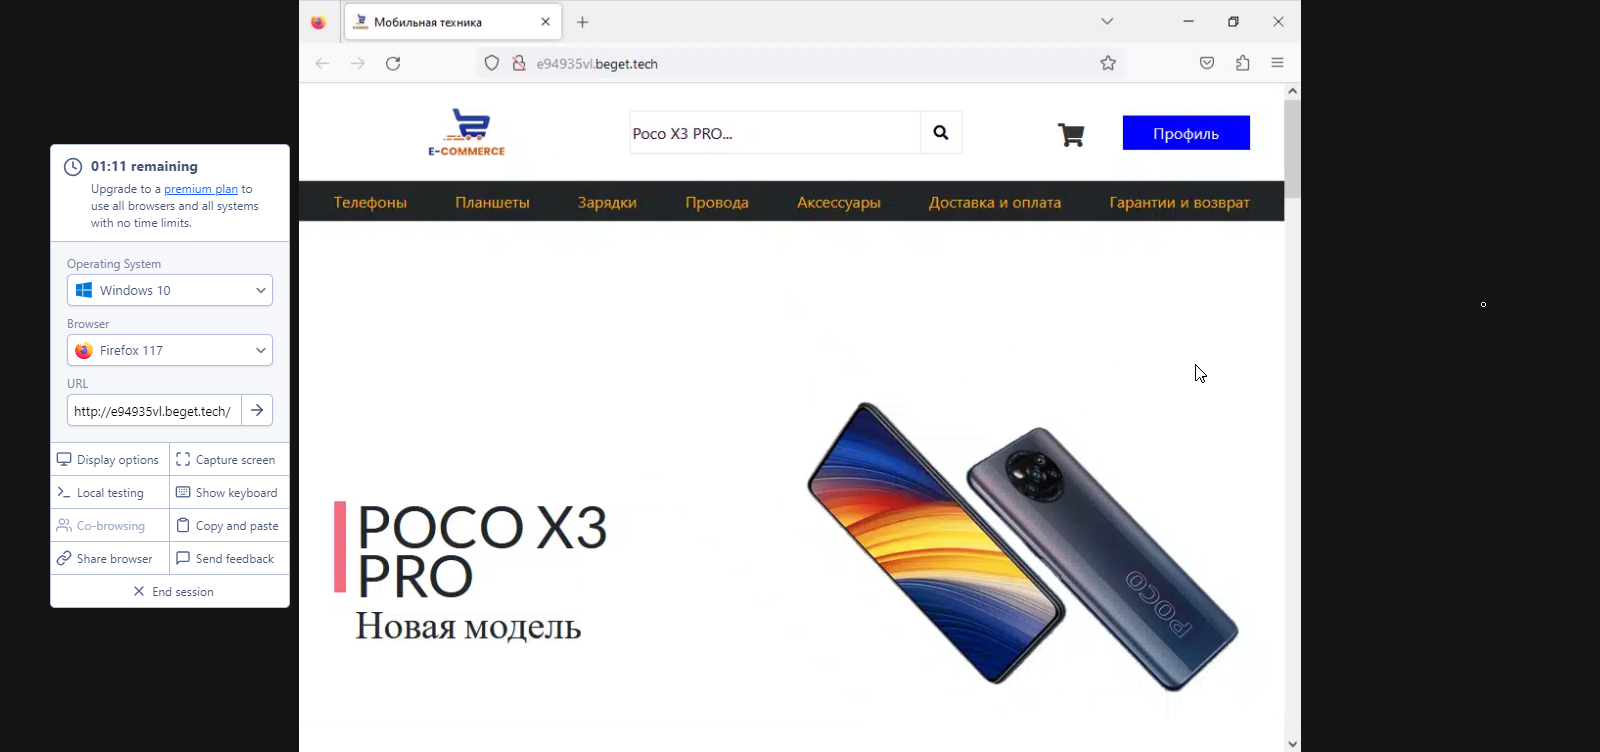 Мобильная техника
e94935vl.beget.tech
E-COMMERCE
Poco X3 PRO...
Профиль
Телефоны Планшеты Зарядки Провода Аксессуары Доставка и оплата Гарантии и возврат
POCO X3
PRO
Новая модель
POCO
01:11 remaining
Upgrade to a premium plan to
use all browsers and all systems
with no time limits.
Operating System
Windows 10
Browser
Firefox 117
URL
http://e94935vl.beget.tech/
Display options Capture screen
Local testing Show keyboard
Co-browsing Copy and paste
Share browser Send feedback
End session